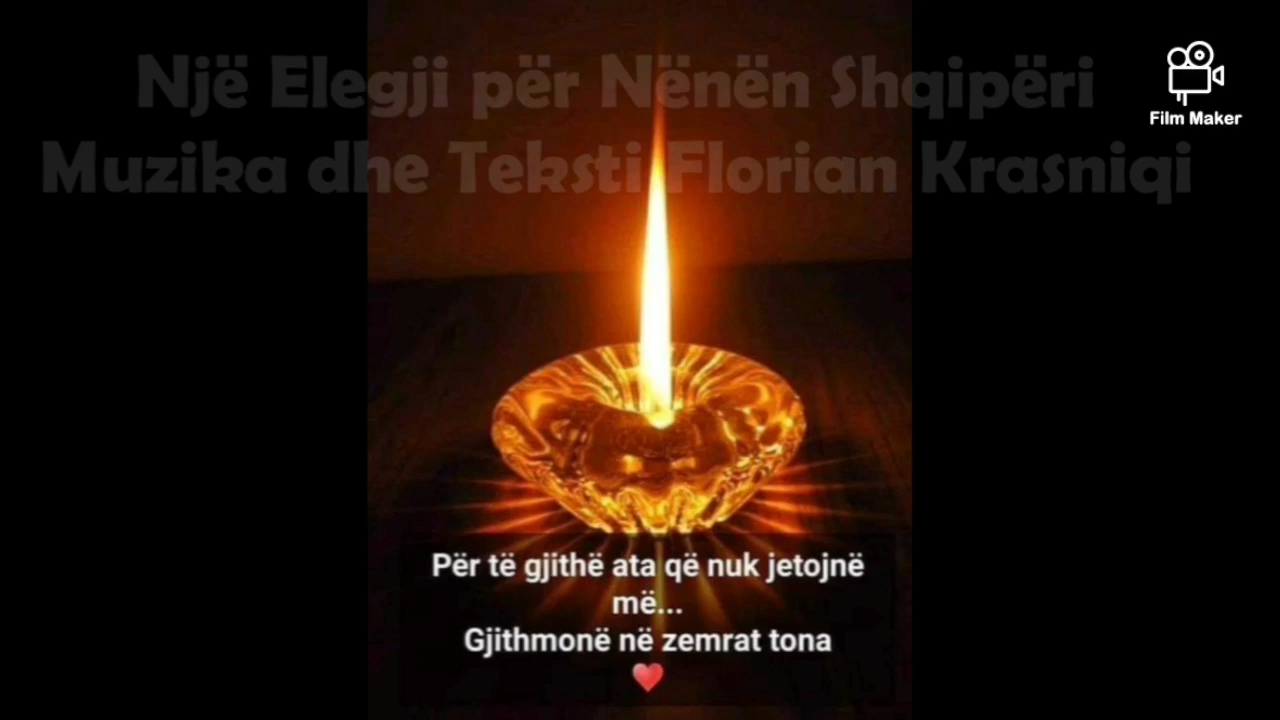 Një Elegji për Nënën Shqipëri
Muzika dhe Teksti Florian Krasniqi
Film Maker
Për të gjithë ata që nuk jetojnë
më...
Gjithmonë në zemrat tona
❤️